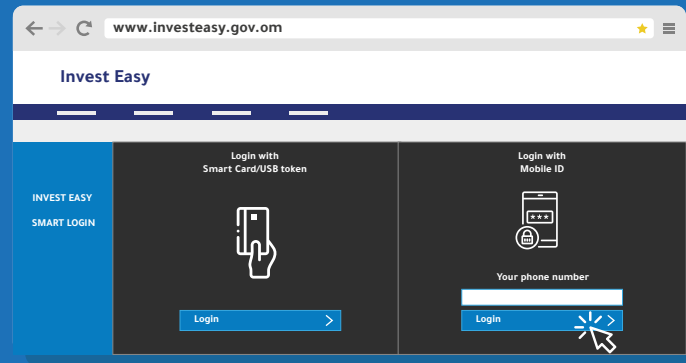 www.investeasy.gov.om
Invest Easy
INVEST EASY
SMART LOGIN
Login with
Smart Card/USB token
Login
Login with
Mobile ID
***
Your phone number
Login